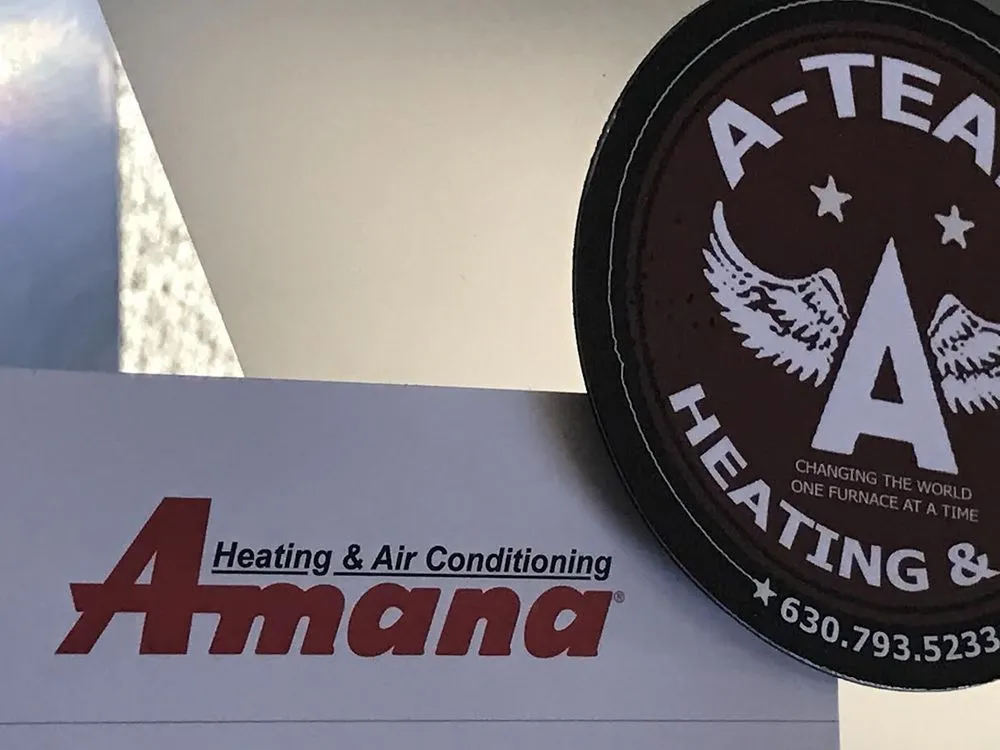 A-TEA
A
CHANGING THE WORLD
ONE FURNACE AT A TIME
HEATING &
630.793.5233
Heating & Air Conditioning
Amana®